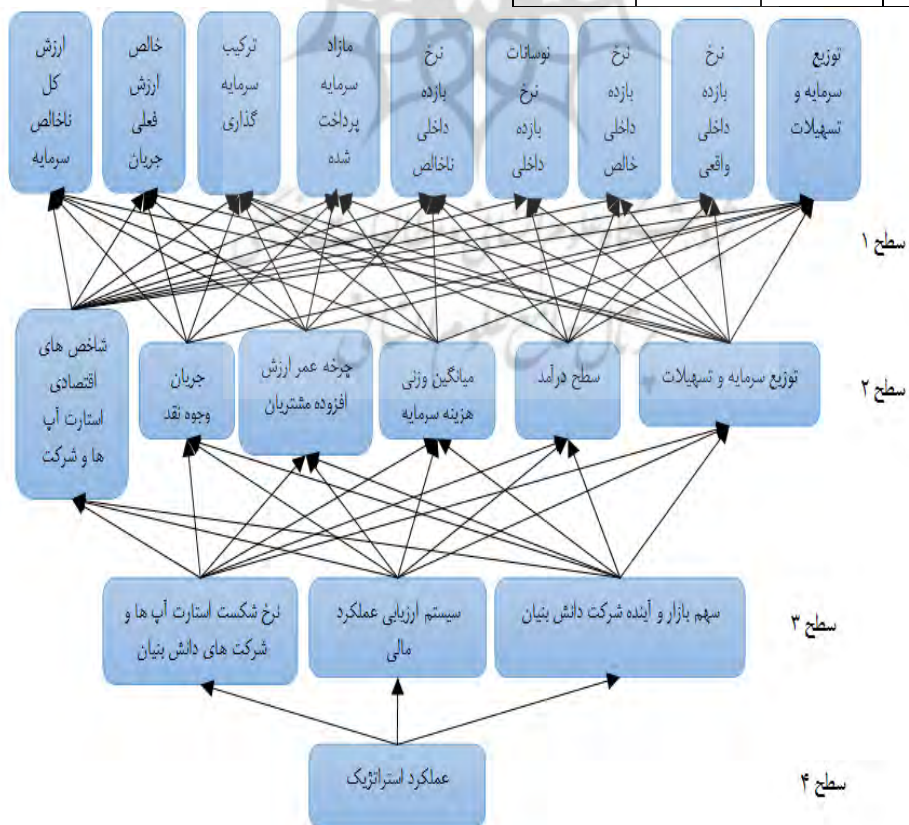 توزیع
سرمایه و
تسهیلات
نرخ
بازده
داخلی
واقعی
نرخ
بازده
داخلی
خالص
نوسانات
نرخ
بازده
داخلی
نرخ
بازده
داخلی
ناخالص
مازاد
سرمایه
پرداخت
شده
ترکیب
سرمایه
گذاری
خالص
ارزش
فعلی
جریان
ارزش
کل
ناخالص
سرمایه
سطح ۱
سطح ۲
توزیع سرمایه و تسهیلات
سطح درآمد
میانگین وزنی
هزینه سرمایه
چرخه عمر ارزش
افزوده مشتریان
جریان
وجوه نقد
شاخص های
اقتصادی
استارت آپ
ها و شرکت
سطح ۳
سهم بازار و آینده شرکت دانش بنیان
سیستم ارزیابی عملکرد
مالی
نرخ شکست استارت آپ ها و
شرکت های دانش بنیان
سطح ۴
عملکرد استراتژیک